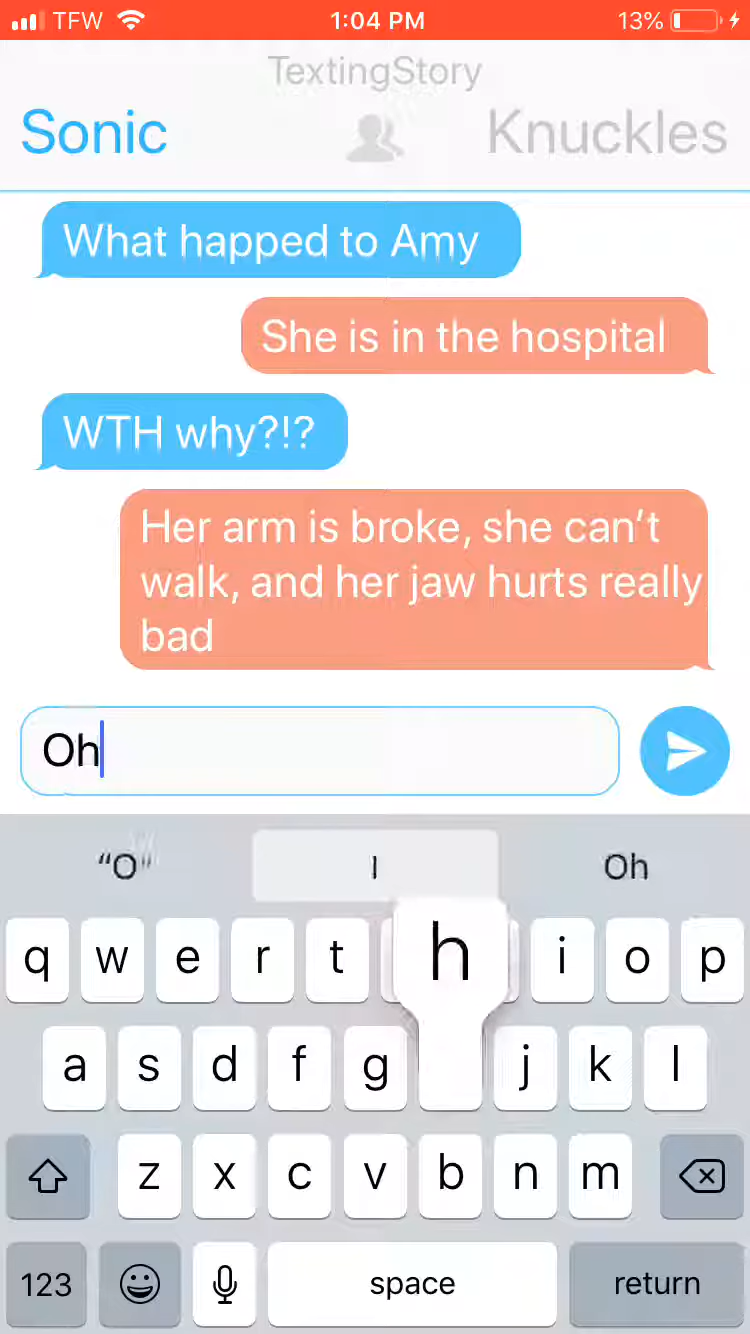 TFW 1:04 PM 13%
TextingStory
Sonic Knuckles
What happed to Amy
She is in the hospital
WTH why?!?
Her arm is broke, she can't
walk, and her jaw hurts really
bad
Oh
“O” I Oh
q w e r t h i o p
a s d f g j k l
z x c v b n m
123 space return